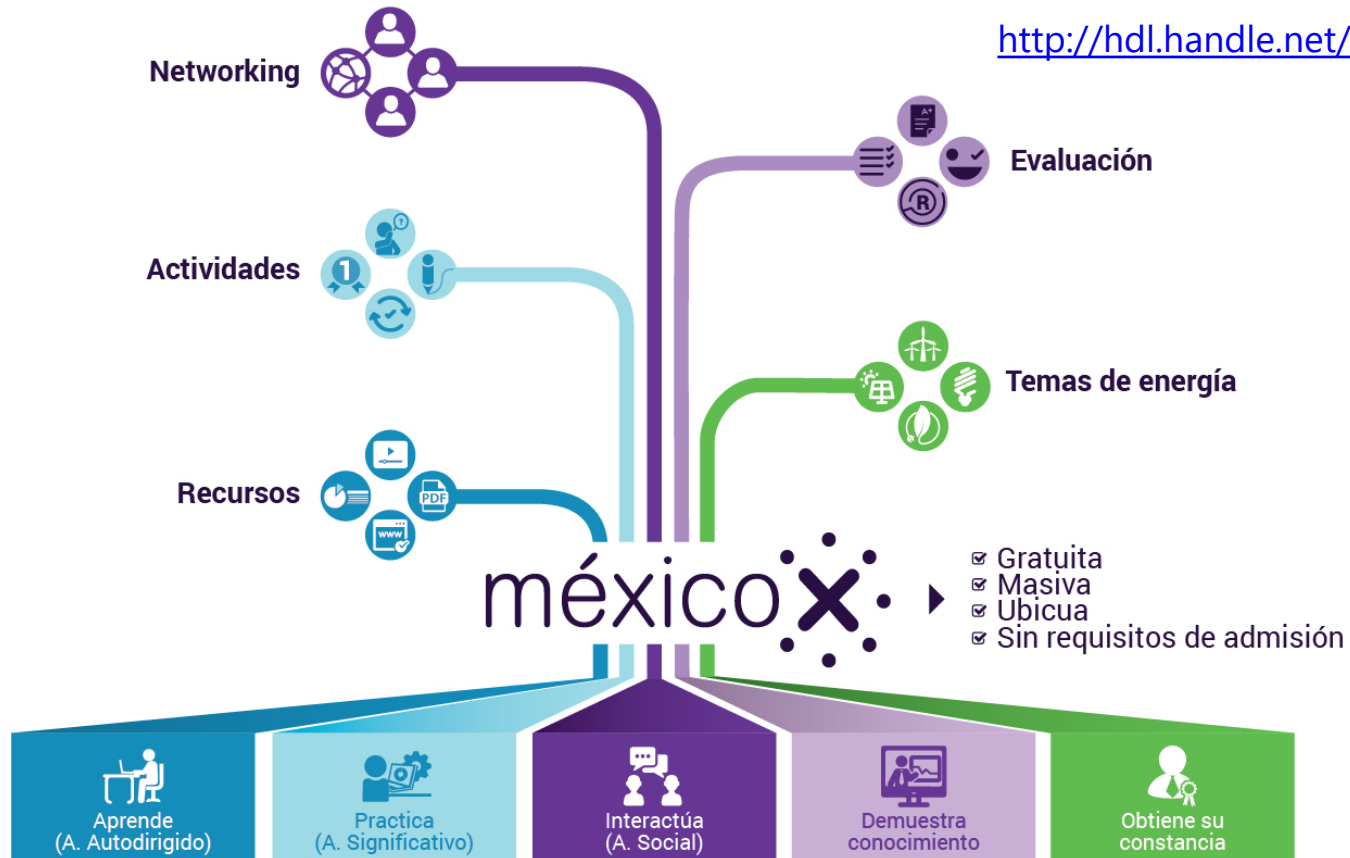 http://hdl.handle.net/
Networking
Evaluación
Actividades
Temas de energía
Recursos
PDF
www
méxico x
Gratuita
Masiva
Ubicua
Sin requisitos de admisión
Aprende
(A. Autodirigido)
Practica
(A. Significativo)
Interactúa
(A. Social)
Demuestra
conocimiento
Obtiene su
constancia
A+
R
1
?